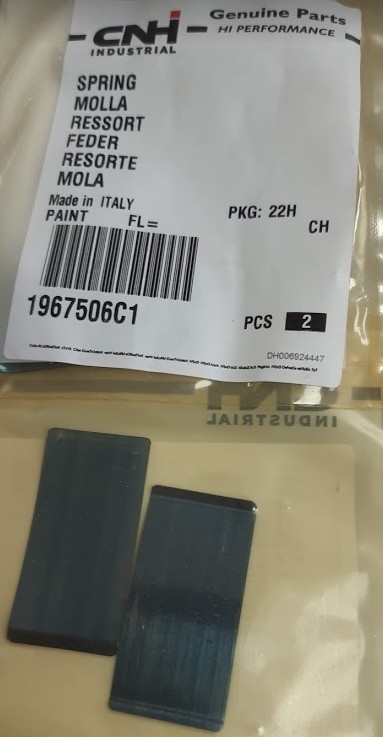 CNH
INDUSTRIAL
Genuine Parts
HI PERFORMANCE
SPRING
MOLLA
RESSORT
FEDER
RESORTE
MOLA
Made in ITALY
PAINT FL=
PKG: 22H
CH
1967506C1
PCS 2
DH006924447
CNH
INDUSTRIAL